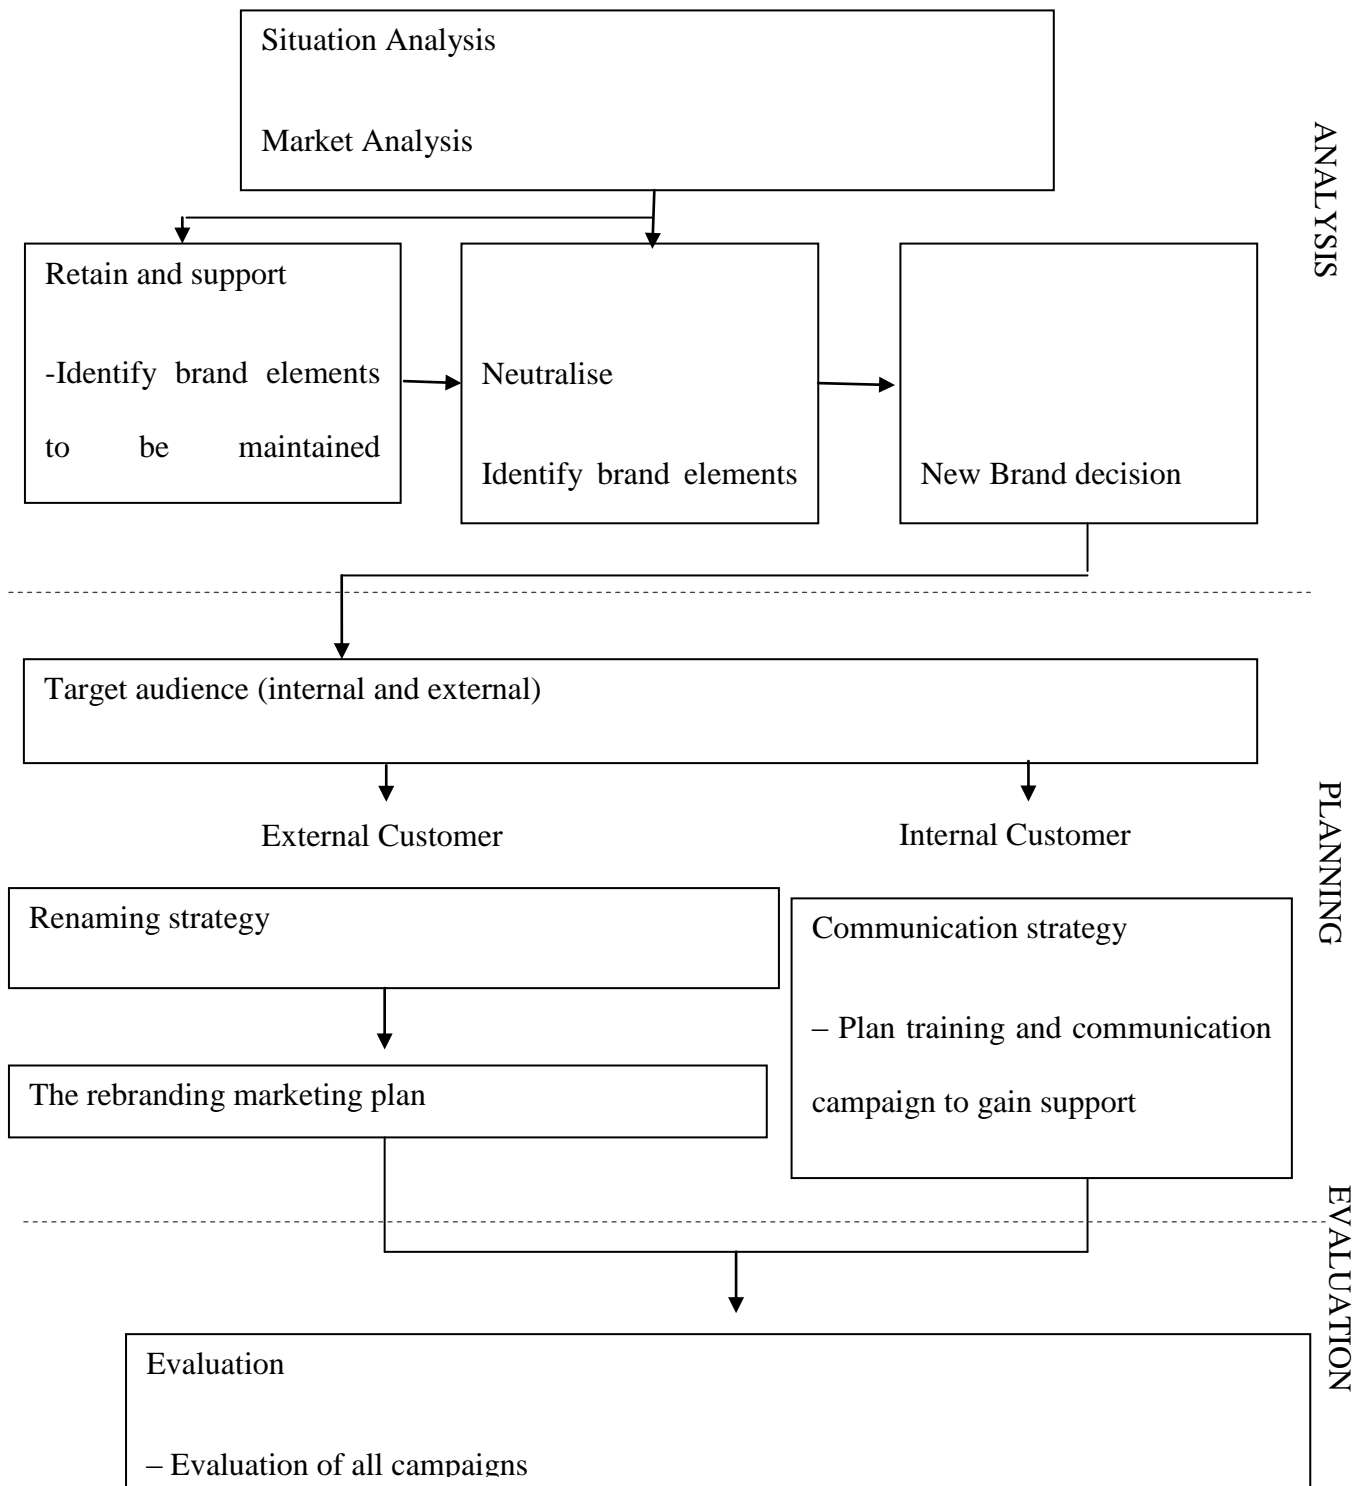 Situation Analysis
Market Analysis
ANALYSIS
Retain and support
-Identify brand elements
to be maintained
Neutralise
Identify brand elements
New Brand decision
Target audience (internal and external)
PLANNING
External Customer
Internal Customer
Renaming strategy
Communication strategy
– Plan training and communication
campaign to gain support
The rebranding marketing plan
EVALUATION
Evaluation
– Evaluation of all campaigns